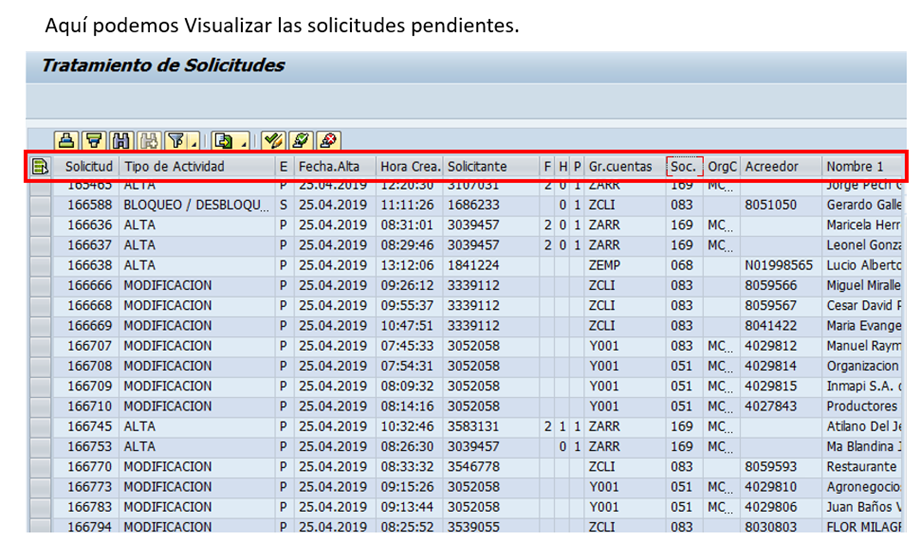 Aquí podemos Visualizar las solicitudes pendientes.
Tratamiento de Solicitudes
Solicitud Tipo de Actividad E Fecha.Alta Hora Crea. Solicitante F H P Gr.cuentas Soc. OrgC Acreedor Nombre 1
165465 ALTA P 25.04.2019 12:20:30 3107031 2 0 1 ZARR 169 MC... Jorge Pech G
166588 BLOQUEO / DESBLOQU... S 25.04.2019 11:11:26 1686233 0 1 ZCLI 083 8051050 Gerardo Galle
166636 ALTA P 25.04.2019 08:31:01 3039457 2 0 1 ZARR 169 MC... Maricela Herr
166637 ALTA P 25.04.2019 08:29:46 3039457 2 0 1 ZARR 169 MC... Leonel Gonza
166638 ALTA P 25.04.2019 13:12:06 1841224 ZEMP 068 N01998565 Lucio Alberto
166666 MODIFICACION P 25.04.2019 09:26:12 3339112 ZCLI 083 8059566 Miguel Miralle
166668 MODIFICACION P 25.04.2019 09:55:37 3339112 ZCLI 083 8059567 Cesar David P
166669 MODIFICACION P 25.04.2019 10:47:51 3339112 ZCLI 083 8041422 Maria Evange
166707 MODIFICACION P 25.04.2019 07:45:33 3052058 Y001 083 MC... 4029812 Manuel Raym
166708 MODIFICACION P 25.04.2019 07:54:31 3052058 Y001 051 MC... 4029814 Organizacion
166709 MODIFICACION P 25.04.2019 08:09:32 3052058 Y001 051 MC... 4029815 Inmapi S.A. d
166710 MODIFICACION P 25.04.2019 08:14:16 3052058 Y001 051 MC... 4027843 Productores
166745 ALTA P 25.04.2019 10:32:46 3583131 2 1 1 ZARR 169 MC... Atilano Del Je
166753 ALTA P 25.04.2019 08:26:30 3039457 0 1 ZARR 169 MC... Ma Blandina J
166770 MODIFICACION P 25.04.2019 08:33:32 3546778 ZCLI 083 8059593 Restaurante
166773 MODIFICACION P 25.04.2019 09:15:26 3052058 Y001 051 MC... 4029810 Agronegocio
166783 MODIFICACION P 25.04.2019 09:13:44 3052058 Y001 051 MC... 4029806 Juan Baños V
166794 MODIFICACION P 25.04.2019 08:25:52 3539055 ZCLI 083 8030803 FLOR MILAG